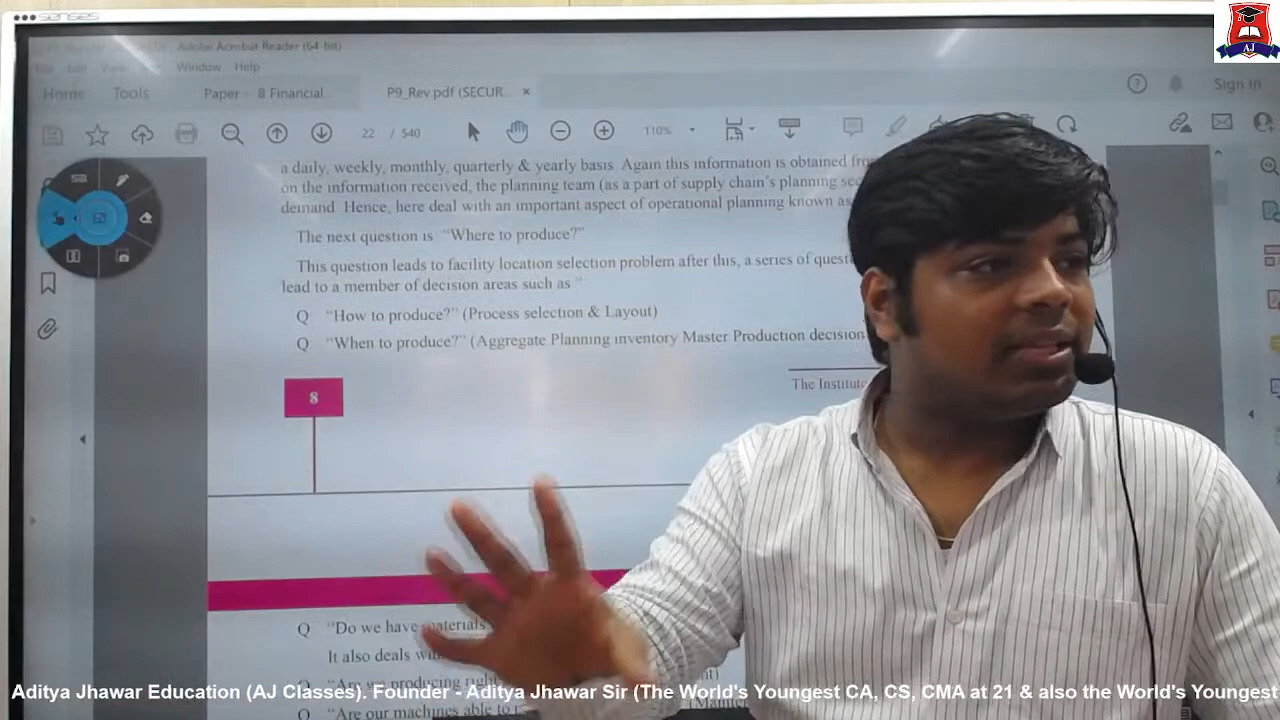 senses
AJ
Adobe Acrobat Reader (64-bit)
Window Help
Home Tools Paper - 8 Financial P9_Rev.pdf (SECUR... × Sign In
22 / 540 110%
a daily, weekly, monthly, quarterly & yearly basis Again this information is obtained
on the information received, the planning team (as a part of supply chain's planning
demand Hence, here deal with an important aspect of operational planning known as
The next question is "Where to produce?"
This question leads to facility location selection problem after this, a series of
lead to a member of decision areas such as "
Q "How to produce?" (Process selection & Layout)
Q "When to produce?" (Aggregate Planning inventory Master Production decision
The Institute
8
Q "Do we have materials
It also deals
Q "Are we producing
Q "Are our machines able to
Aditya Jhawar Education (AJ Classes). Founder - Aditya Jhawar Sir (The World's Youngest CA, CS, CMA at 21 & also the World's Youngest